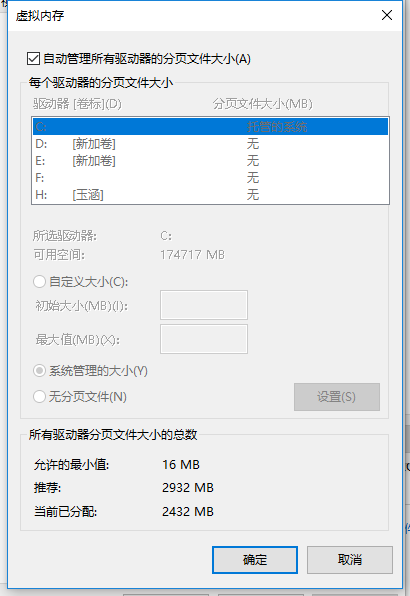 虚拟内存
自动管理所有驱动器的分页文件大小(A)
每个驱动器的分页文件大小
驱动器 [卷标](D) 分页文件大小(MB)
C: 托管的系统
D: [新加卷] 无
E: [新加卷] 无
F: 无
H: [玉涵] 无
所选驱动器: C:
可用空间: 174717 MB
自定义大小(C):
初始大小(MB)(I):
最大值(MB)(X):
系统管理的大小(Y)
无分页文件(N) 设置(S)
所有驱动器分页文件大小的总数
允许的最小值: 16 MB
推荐: 2932 MB
当前已分配: 2432 MB
确定 取消